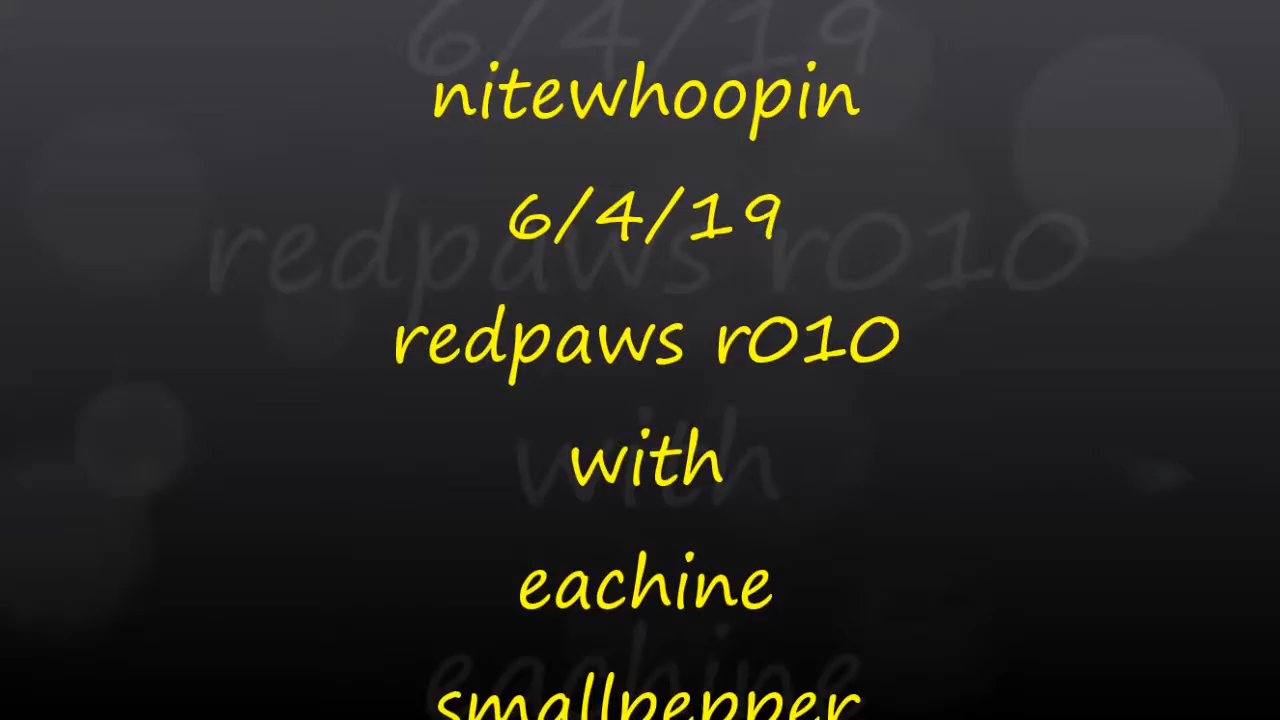 nitewhoopin
6/4/19
redpaws r010
with
eachine
smallpepper